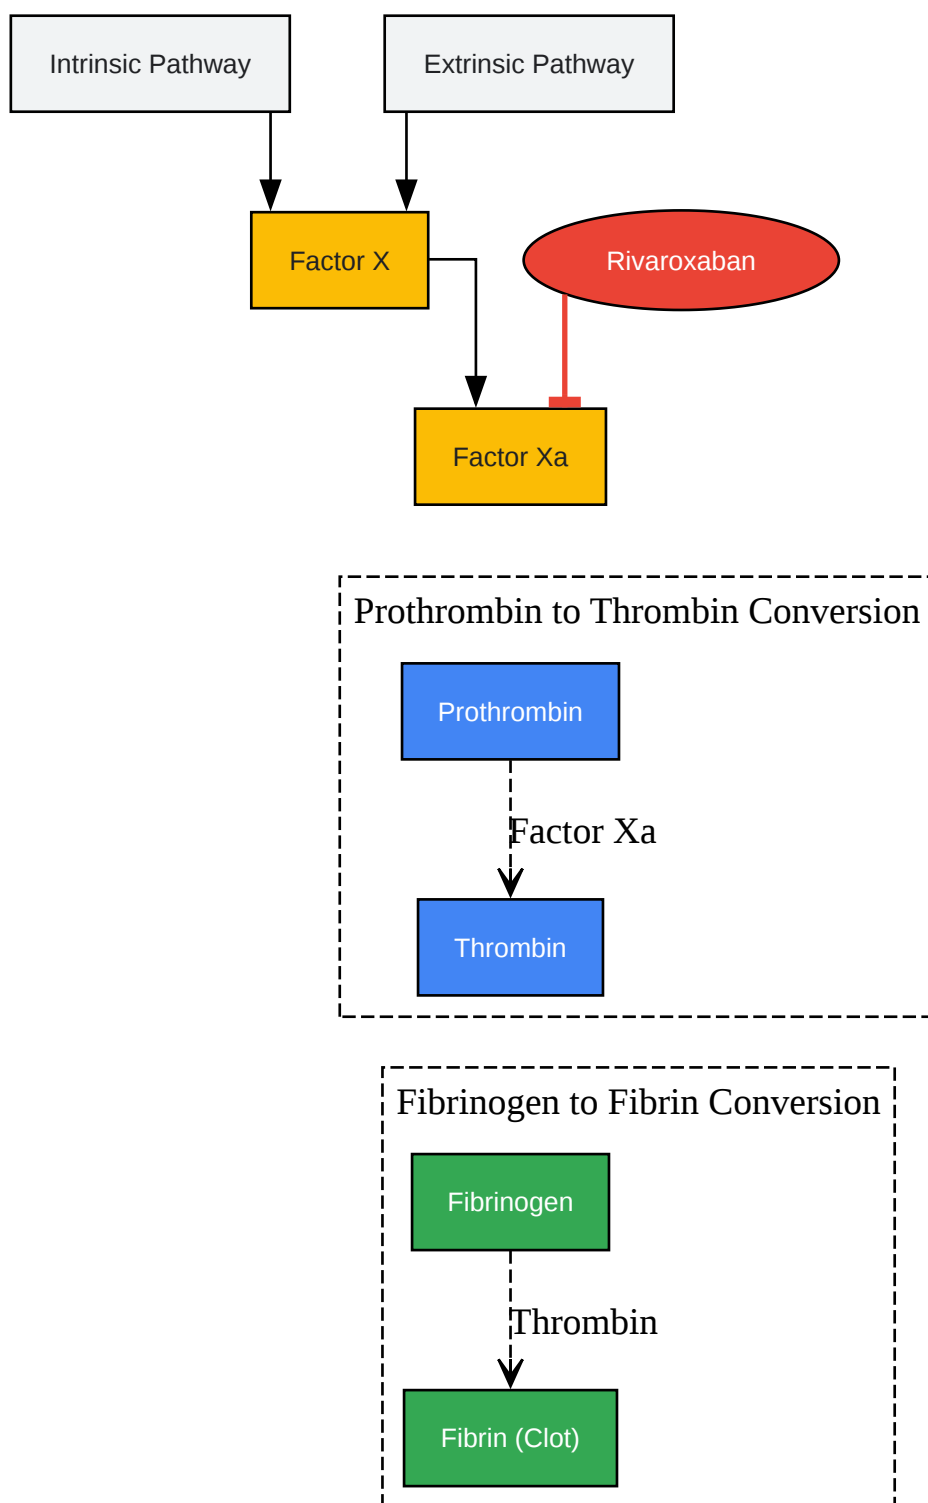 Intrinsic Pathway
Extrinsic Pathway
Factor X
Rivaroxaban
Factor Xa
Prothrombin to Thrombin Conversion
Prothrombin
Factor Xa
Thrombin
Fibrinogen to Fibrin Conversion
Fibrinogen
Thrombin
Fibrin (Clot)